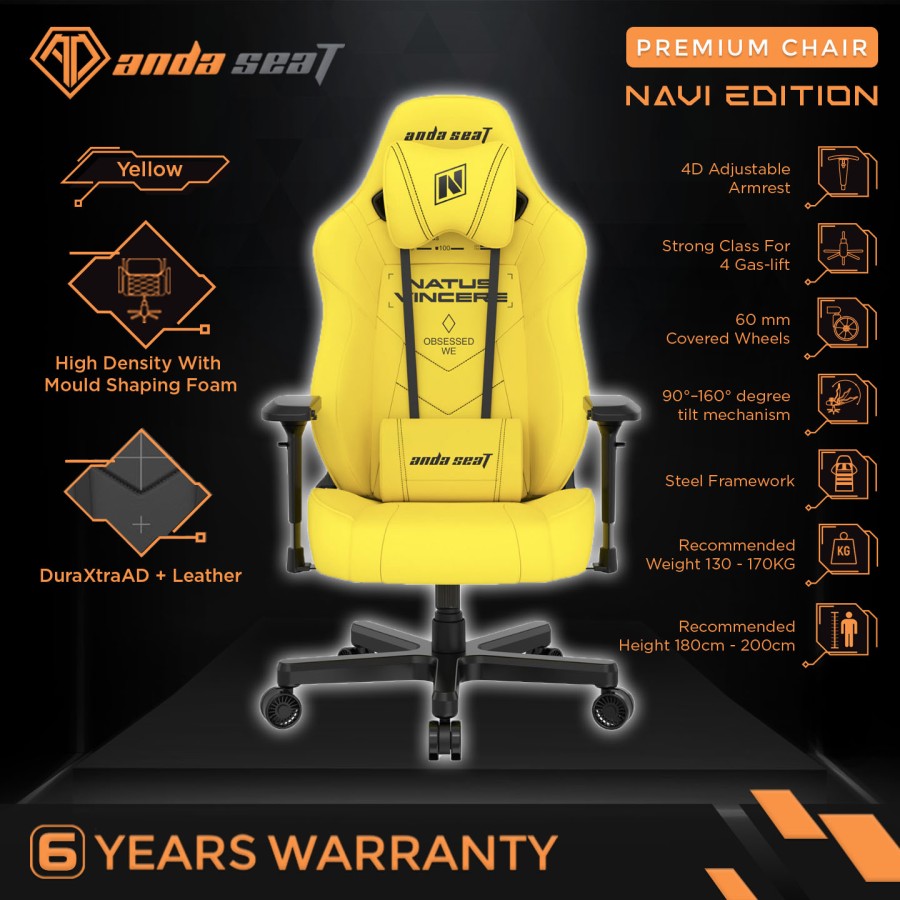 anda seaT
PREMIUM CHAIR
NAVI EDITION
Yellow
High Density With
Mould Shaping Foam
DuraXtraAD + Leather
anda seaT
N
100
NATUS
VINCERE
OBSESSED
WE
anda seaT
4D Adjustable
Armrest
Strong Class For
4 Gas-lift
60 mm
Covered Wheels
90°-160° degree
tilt mechanism
Steel Framework
Recommended
Weight 130 - 170KG
KG
Recommended
Height 180cm - 200cm
6 YEARS WARRANTY